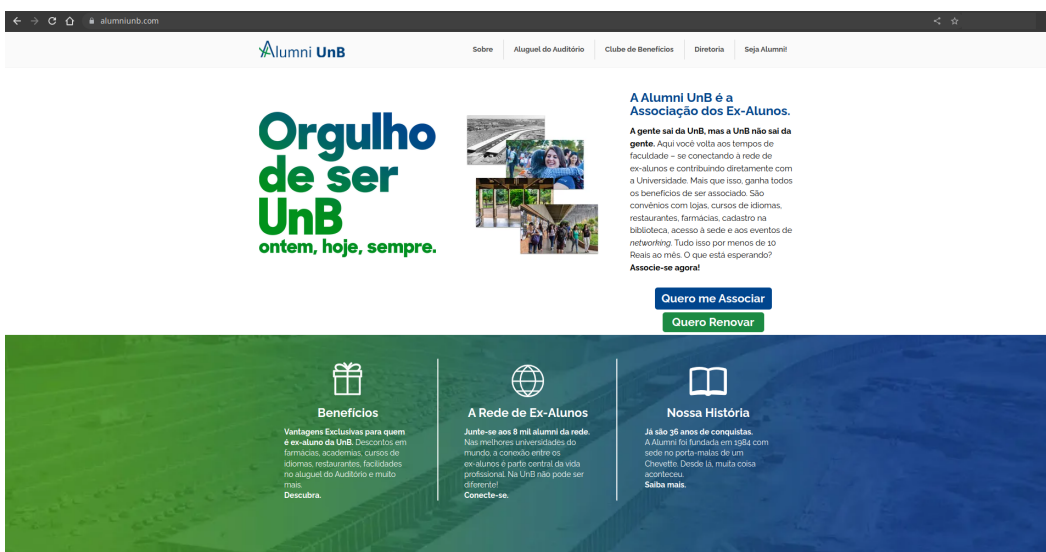 alumniunb.com
Alumni UnB
Sobre
Aluguel do Auditório
Clube de Benefícios
Diretoria
Seja Alumni!
Orgulho
de ser
UnB
ontem, hoje, sempre.
A Alumni UnB é a
Associação dos Ex-Alunos.
A gente sai da UnB, mas a UnB não sai da
gente. Aqui você volta aos tempos de
faculdade – se conectando à rede de
ex-alunos e contribuindo diretamente com
a Universidade. Mais que isso, ganha todos
os benefícios de ser associado. São
convênios com lojas, cursos de idiomas,
restaurantes, farmácias, cadastro na
biblioteca, acesso à sede e aos eventos de
networking. Tudo isso por menos de 10
Reais ao mês. O que está esperando?
Associe-se agora!
Quero me Associar
Quero Renovar
Benefícios
Vantagens Exclusivas para quem
é ex-aluno da UnB. Descontos em
farmácias, academias, cursos de
idiomas, restaurantes, facilidades
no aluguel do Auditório e muito
mais.
Descubra.
A Rede de Ex-Alunos
Junte-se aos 8 mil alumni da rede.
Nas melhores universidades do
mundo, a conexão entre os
ex-alunos é parte central da vida
profissional. Na UnB não pode ser
diferente!
Conecte-se.
Nossa História
Já são 36 anos de conquistas.
A Alumni foi fundada em 1984 com
sede no porta-malas de um
Chevette. Desde lá, muita coisa
aconteceu.
Saiba mais.